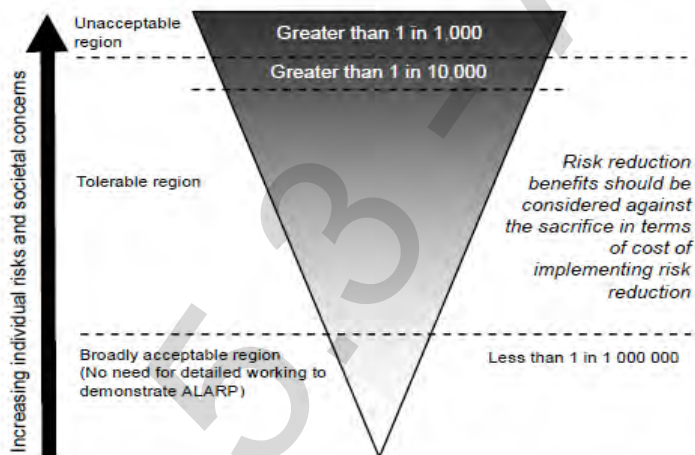 Unacceptable
region
Greater than 1 in 1,000
Greater than 1 in 10,000
Increasing individual risks and societal concerns
Tolerable region
Risk reduction
benefits should be
considered against
the sacrifice in terms
of cost of
implementing risk
reduction
Broadly acceptable region
(No need for detailed working to
demonstrate ALARP)
Less than 1 in 1 000 000